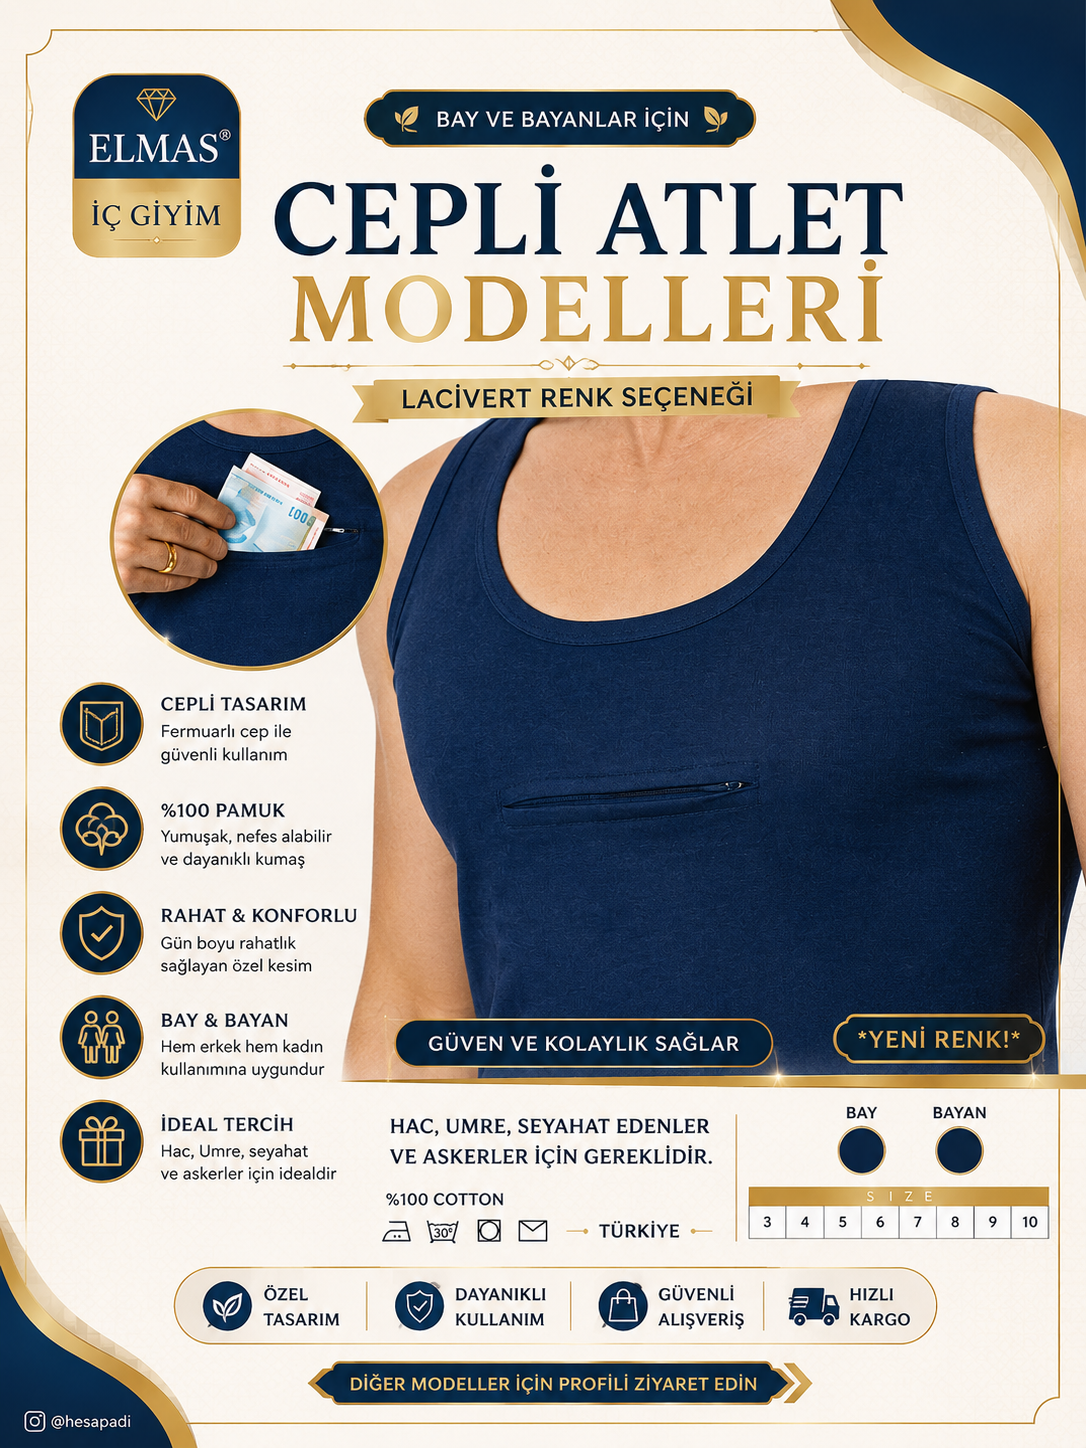 ELMAS®
İÇ GİYİM
BAY VE BAYANLAR İÇİN
CEPLİ ATLET
MODELLERİ
LACİVERT RENK SEÇENEĞİ
100
CEPLİ TASARIM
Fermuarlı cep ile
güvenli kullanım
%100 PAMUK
Yumuşak, nefes alabilir
ve dayanıklı kumaş
RAHAT & KONFORLU
Gün boyu rahatlık
sağlayan özel kesim
BAY & BAYAN
Hem erkek hem kadın
kullanımına uygundur
İDEAL TERCİH
Hac, Umre, seyahat
ve askerler için idealdir
GÜVEN VE KOLAYLIK SAĞLAR
*YENİ RENK!*
HAC, UMRE, SEYAHAT EDENLER
VE ASKERLER İÇİN GEREKLİDİR.
%100 COTTON
30°
TÜRKİYE
BAY BAYAN
SIZE
3 4 5 6 7 8 9 10
ÖZEL
TASARIM
DAYANIKLI
KULLANIM
GÜVENLİ
ALIŞVERİŞ
HIZLI
KARGO
DİĞER MODELLER İÇİN PROFİLİ ZİYARET EDİN
@hesapadi